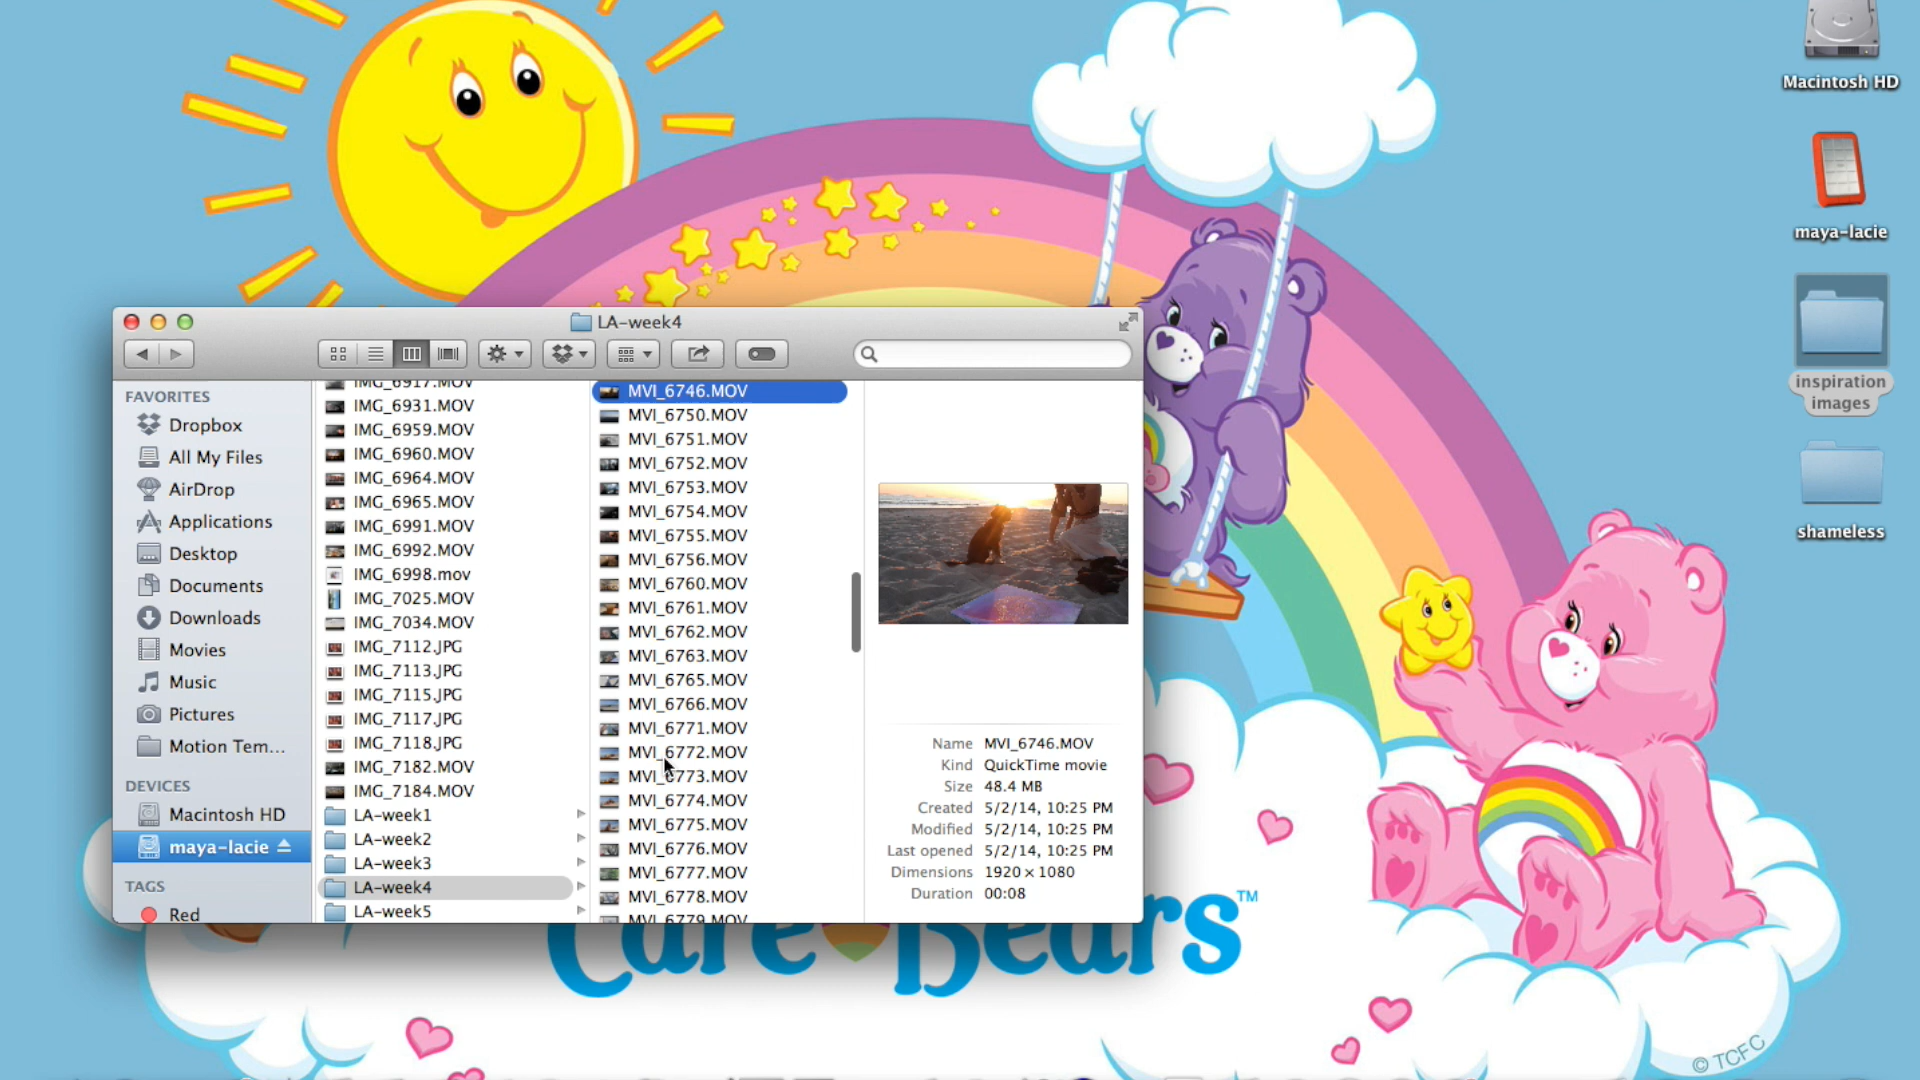 Macintosh HD
maya-lacie
inspiration
images
shameless
LA-week4
FAVORITES
Dropbox
All My Files
AirDrop
Applications
Desktop
Documents
Downloads
Movies
Music
Pictures
Motion Tem...
DEVICES
Macintosh HD
maya-lacie
TAGS
Red
IMG_6917.MOV
IMG_6931.MOV
IMG_6959.MOV
IMG_6960.MOV
IMG_6964.MOV
IMG_6965.MOV
IMG_6991.MOV
IMG_6992.MOV
IMG_6998.mov
IMG_7025.MOV
IMG_7034.MOV
IMG_7112.JPG
IMG_7113.JPG
IMG_7115.JPG
IMG_7117.JPG
IMG_7118.JPG
IMG_7182.MOV
IMG_7184.MOV
LA-week1
LA-week2
LA-week3
LA-week4
LA-week5
MVI_6746.MOV
MVI_6750.MOV
MVI_6751.MOV
MVI_6752.MOV
MVI_6753.MOV
MVI_6754.MOV
MVI_6755.MOV
MVI_6756.MOV
MVI_6760.MOV
MVI_6761.MOV
MVI_6762.MOV
MVI_6763.MOV
MVI_6765.MOV
MVI_6766.MOV
MVI_6771.MOV
MVI_6772.MOV
MVI_6773.MOV
MVI_6774.MOV
MVI_6775.MOV
MVI_6776.MOV
MVI_6777.MOV
MVI_6778.MOV
MVI_6779.MOV
Name MVI_6746.MOV
Kind QuickTime movie
Size 48.4 MB
Created 5/2/14, 10:25 PM
Modified 5/2/14, 10:25 PM
Last opened 5/2/14, 10:25 PM
Dimensions 1920 × 1080
Duration 00:08
Care Bears™
© TCFC